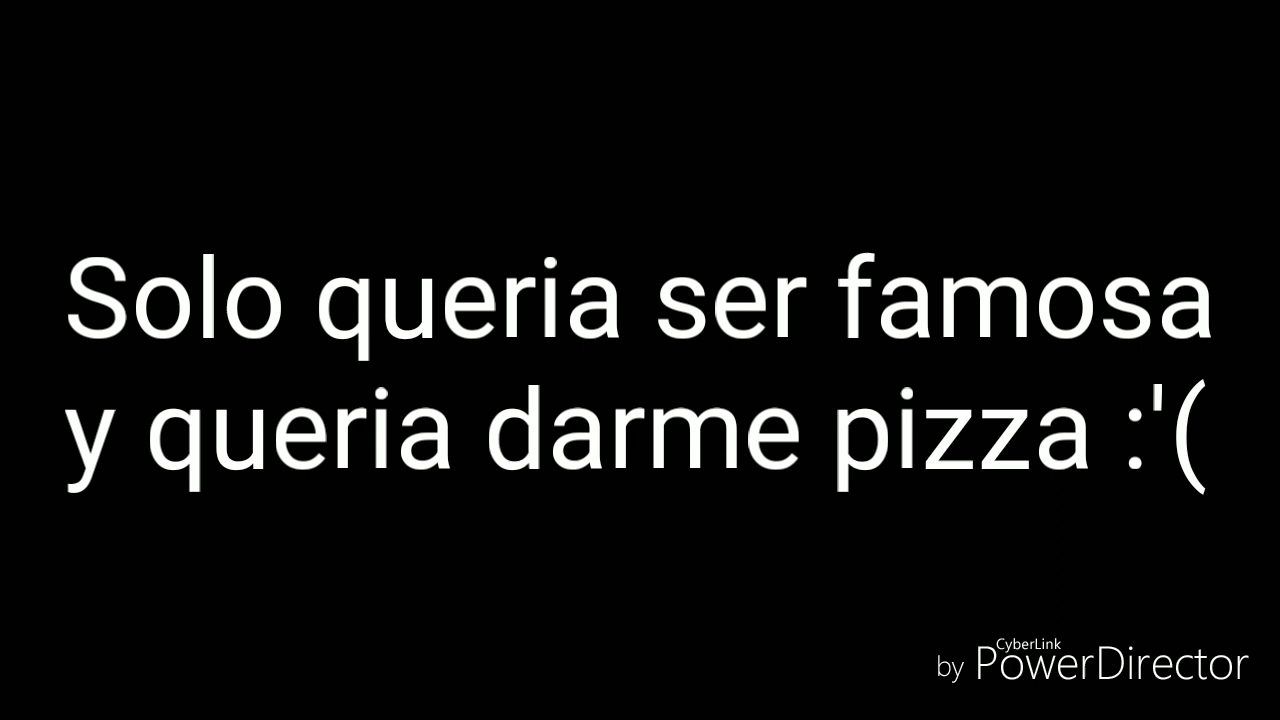 Solo queria ser famosa
y queria darme pizza :'(
CyberLink
by PowerDirector